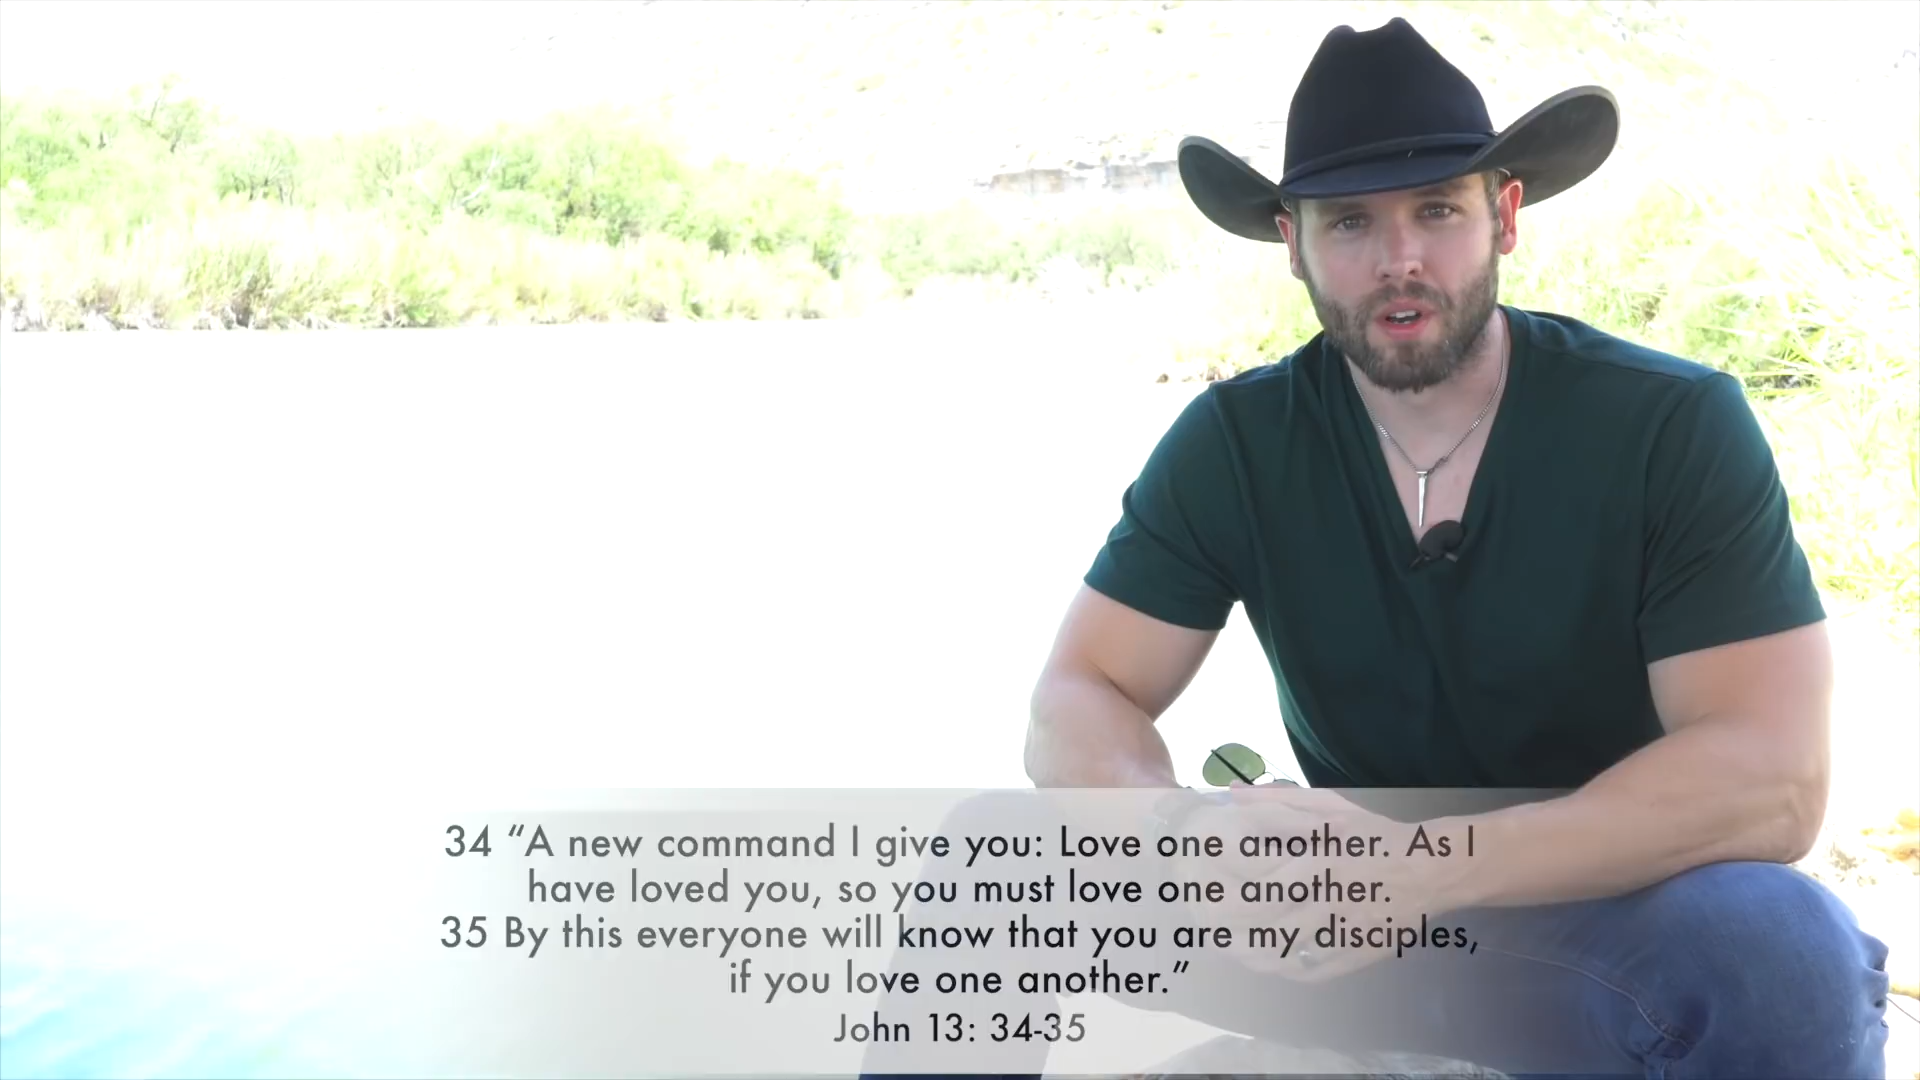 34 “A new command I give you: Love one another. As I
have loved you, so you must love one another.
35 By this everyone will know that you are my disciples,
if you love one another.”
John 13: 34-35